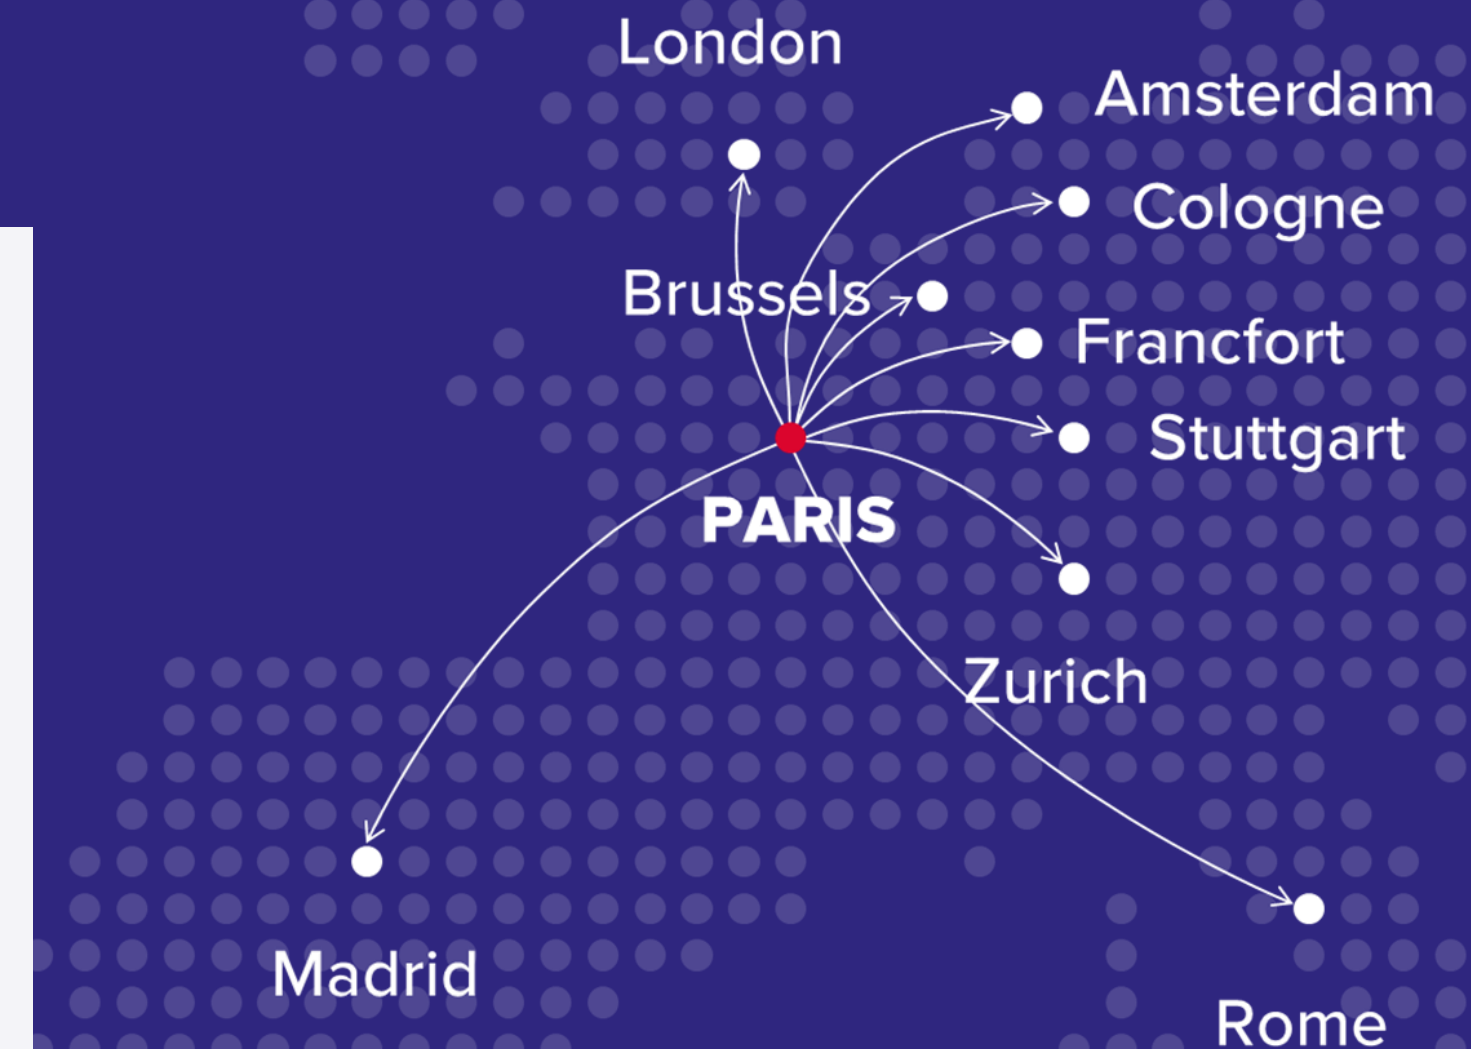 London
Amsterdam
Cologne
Brussels
Francfort
Stuttgart
PARIS
Zurich
Madrid
Rome